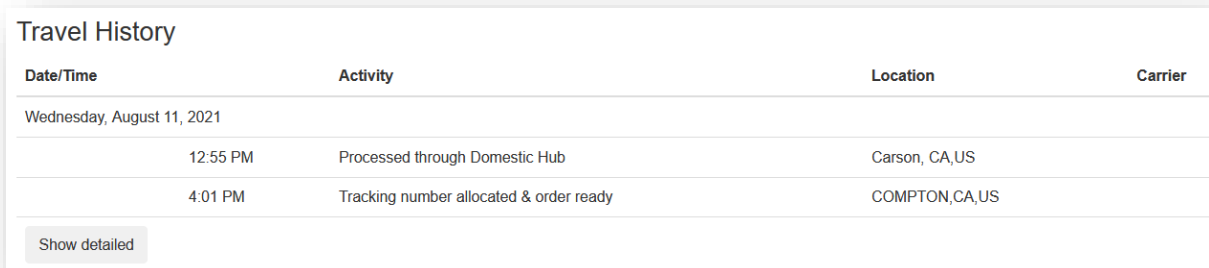 Travel History
Date/Time Activity Location Carrier
Wednesday, August 11, 2021
12:55 PM Processed through Domestic Hub Carson, CA,US
4:01 PM Tracking number allocated & order ready COMPTON,CA,US
Show detailed